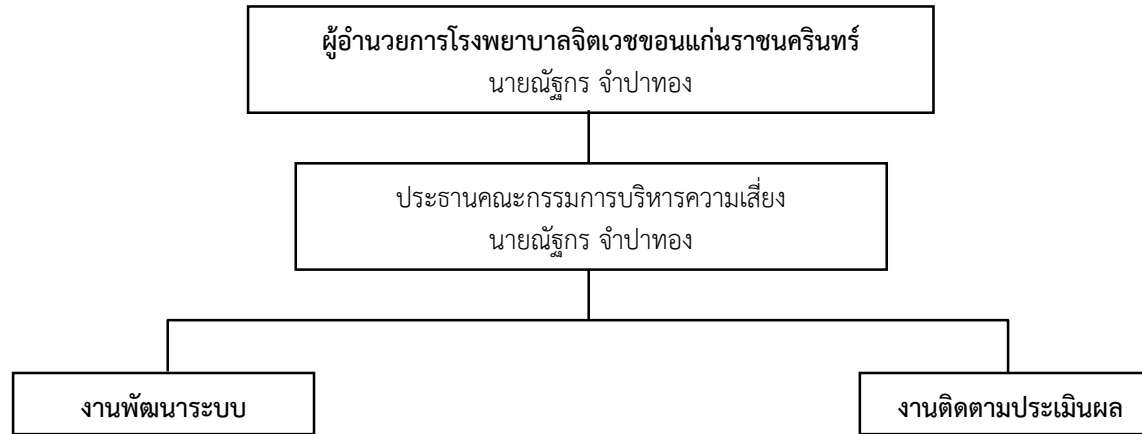 ผู้อำนวยการโรงพยาบาลจิตเวชขอนแก่นราชนครินทร์
นายณัฐกร จำปาทอง
ประธานคณะกรรมการบริหารความเสี่ยง
นายณัฐกร จำปาทอง
งานพัฒนาระบบ
งานติดตามประเมินผล